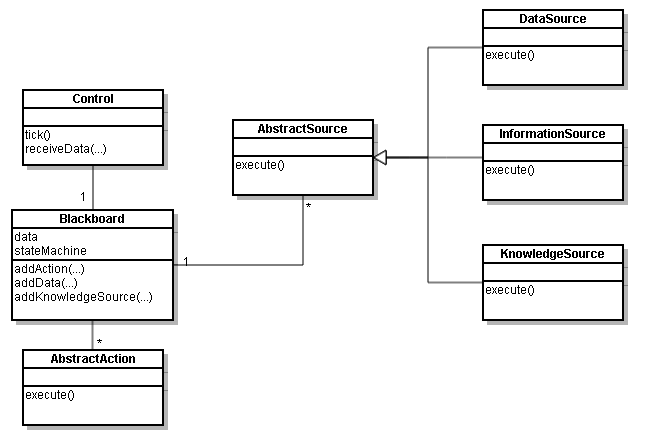 DataSource
execute()
Control
tick()
receiveData(...)
AbstractSource
execute()
InformationSource
execute()
1
*
Blackboard
data
stateMachine
addAction(...)
addData(...)
addKnowledgeSource(...)
1
KnowledgeSource
execute()
*
AbstractAction
execute()